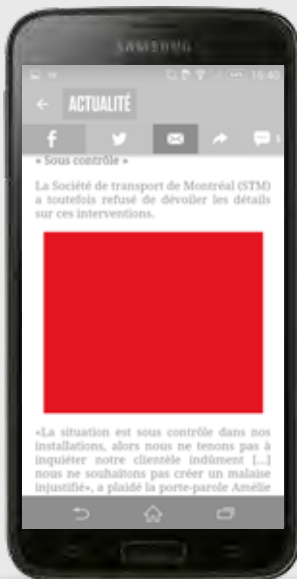 SAMSUNG
16:40
ACTUALITÉ
« Sous contrôle »
La Société de transport de Montréal (STM)
a toutefois refusé de dévoiler les détails
sur ces interventions.
«La situation est sous contrôle dans nos
installations, alors nous ne tenons pas à
inquiéter notre clientèle indûment [...]
nous ne souhaitons pas créer un malaise
injustifié», a plaidé la porte-parole Amélie